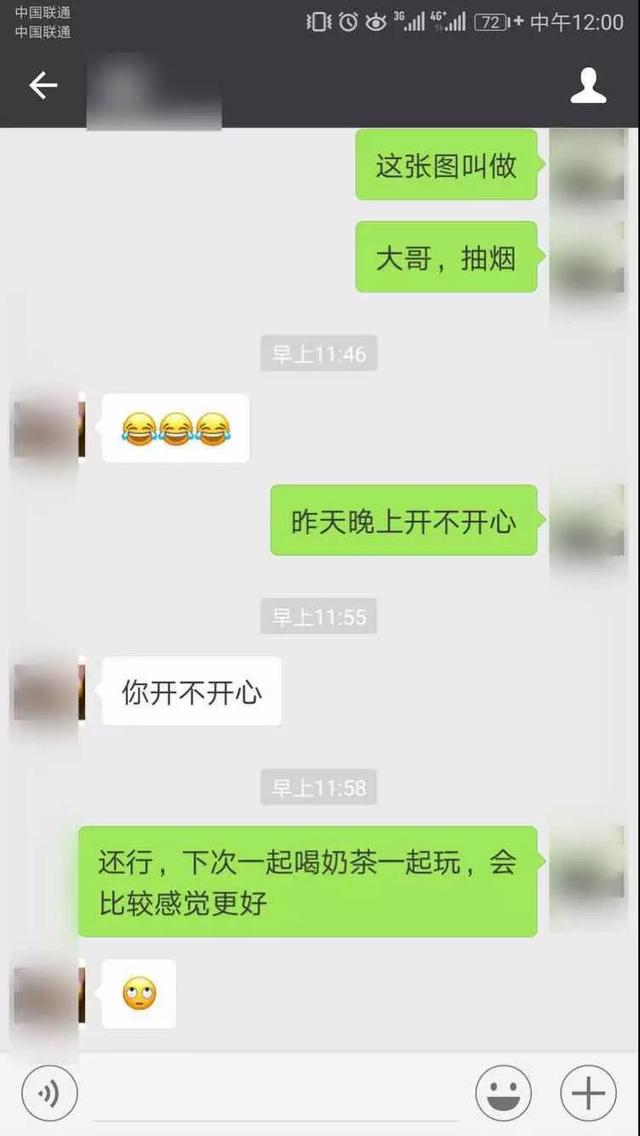 中国联通
中国联通
3G
4G+
72
中午12:00
这张图叫做
大哥，抽烟
早上11:46
😂😂😂
昨天晚上开不开心
早上11:55
你开不开心
早上11:58
还行，下次一起喝奶茶一起玩，会
比较感觉更好
🙄